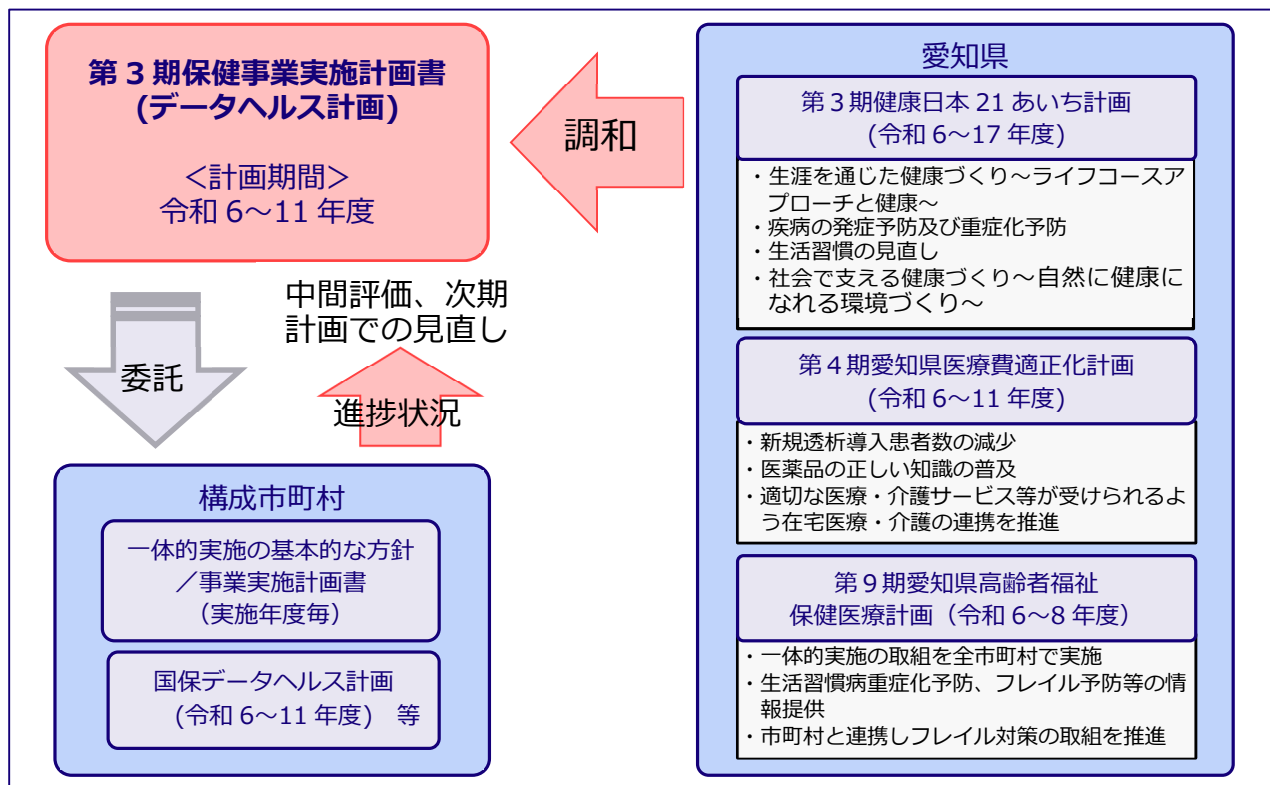 第3期保健事業実施計画書
(データヘルス計画)
＜計画期間＞
令和 6～11 年度
調和
中間評価、次期
計画での見直し
委託
進捗状況
構成市町村
一体的実施の基本的な方針
／事業実施計画書
（実施年度毎）
国保データヘルス計画
(令和 6～11 年度)　等
愛知県
第３期健康日本 21 あいち計画
(令和 6～17 年度)
・生涯を通じた健康づくり～ライフコースア
プローチと健康～
・疾病の発症予防及び重症化予防
・生活習慣の見直し
・社会で支える健康づくり～自然に健康に
なれる環境づくり～
第４期愛知県医療費適正化計画
(令和 6～11 年度)
・新規透析導入患者数の減少
・医薬品の正しい知識の普及
・適切な医療・介護サービス等が受けられるよ
う在宅医療・介護の連携を推進
第９期愛知県高齢者福祉
保健医療計画（令和 6～8 年度）
・一体的実施の取組を全市町村で実施
・生活習慣病重症化予防、フレイル予防等の情
報提供
・市町村と連携しフレイル対策の取組を推進